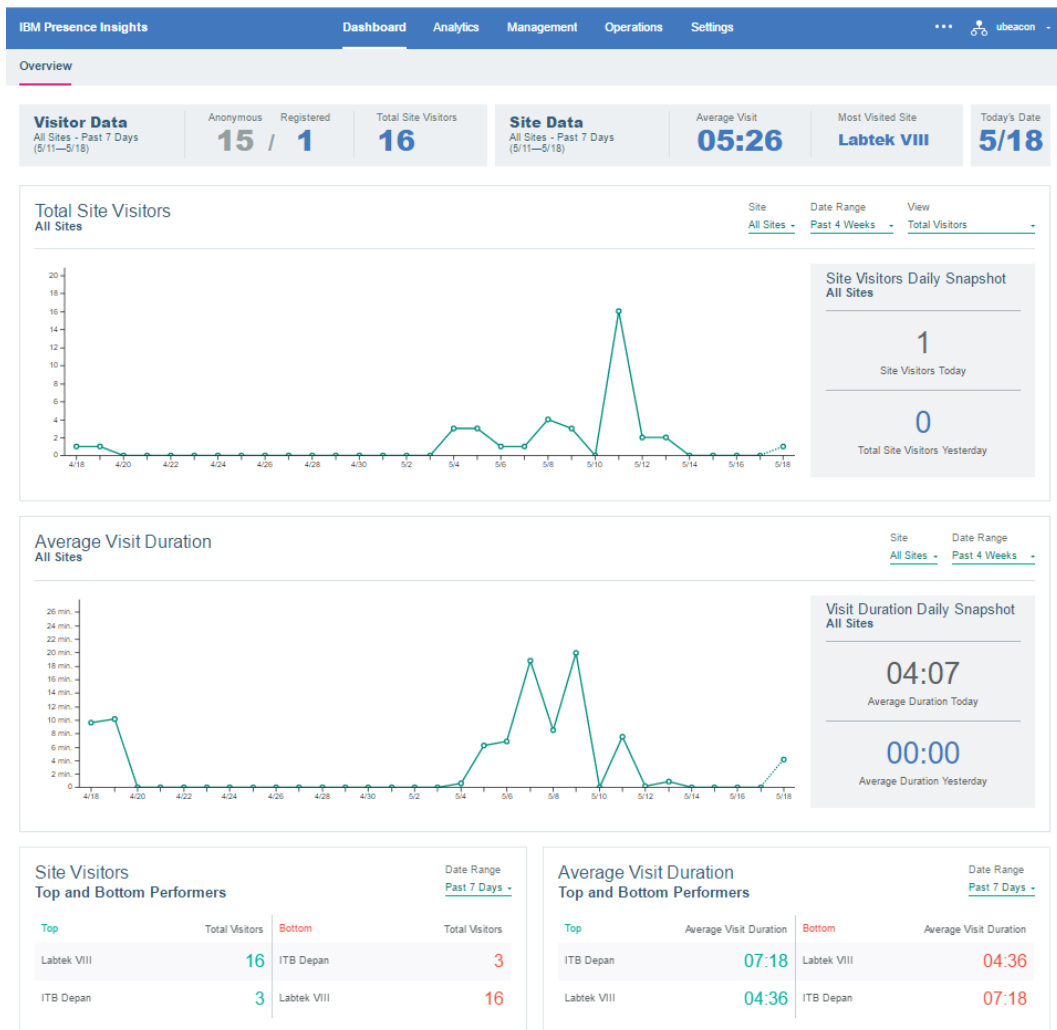 IBM Presence Insights Dashboard Analytics Management Operations Settings ••• ubeacon
Overview
Visitor Data
All Sites - Past 7 Days
(5/11—5/18)
Anonymous Registered
15 / 1
Total Site Visitors
16
Site Data
All Sites - Past 7 Days
(5/11—5/18)
Average Visit
05:26
Most Visited Site
Labtek VIII
Today's Date
5/18
Total Site Visitors
All Sites
Site
All Sites
Date Range
Past 4 Weeks
View
Total Visitors
20
18
16
14
12
10
8
6
4
2
0
4/18 4/20 4/22 4/24 4/26 4/28 4/30 5/2 5/4 5/6 5/8 5/10 5/12 5/14 5/16 5/18
Site Visitors Daily Snapshot
All Sites
1
Site Visitors Today
0
Total Site Visitors Yesterday
Average Visit Duration
All Sites
Site
All Sites
Date Range
Past 4 Weeks
26 min.
24 min.
22 min.
20 min.
18 min.
16 min.
14 min.
12 min.
10 min.
8 min.
6 min.
4 min.
2 min.
0
4/18 4/20 4/22 4/24 4/26 4/28 4/30 5/2 5/4 5/6 5/8 5/10 5/12 5/14 5/16 5/18
Visit Duration Daily Snapshot
All Sites
04:07
Average Duration Today
00:00
Average Duration Yesterday
Site Visitors
Top and Bottom Performers
Date Range
Past 7 Days
Top Total Visitors Bottom Total Visitors
Labtek VIII 16 ITB Depan 3
ITB Depan 3 Labtek VIII 16
Average Visit Duration
Top and Bottom Performers
Date Range
Past 7 Days
Top Average Visit Duration Bottom Average Visit Duration
ITB Depan 07:18 Labtek VIII 04:36
Labtek VIII 04:36 ITB Depan 07:18